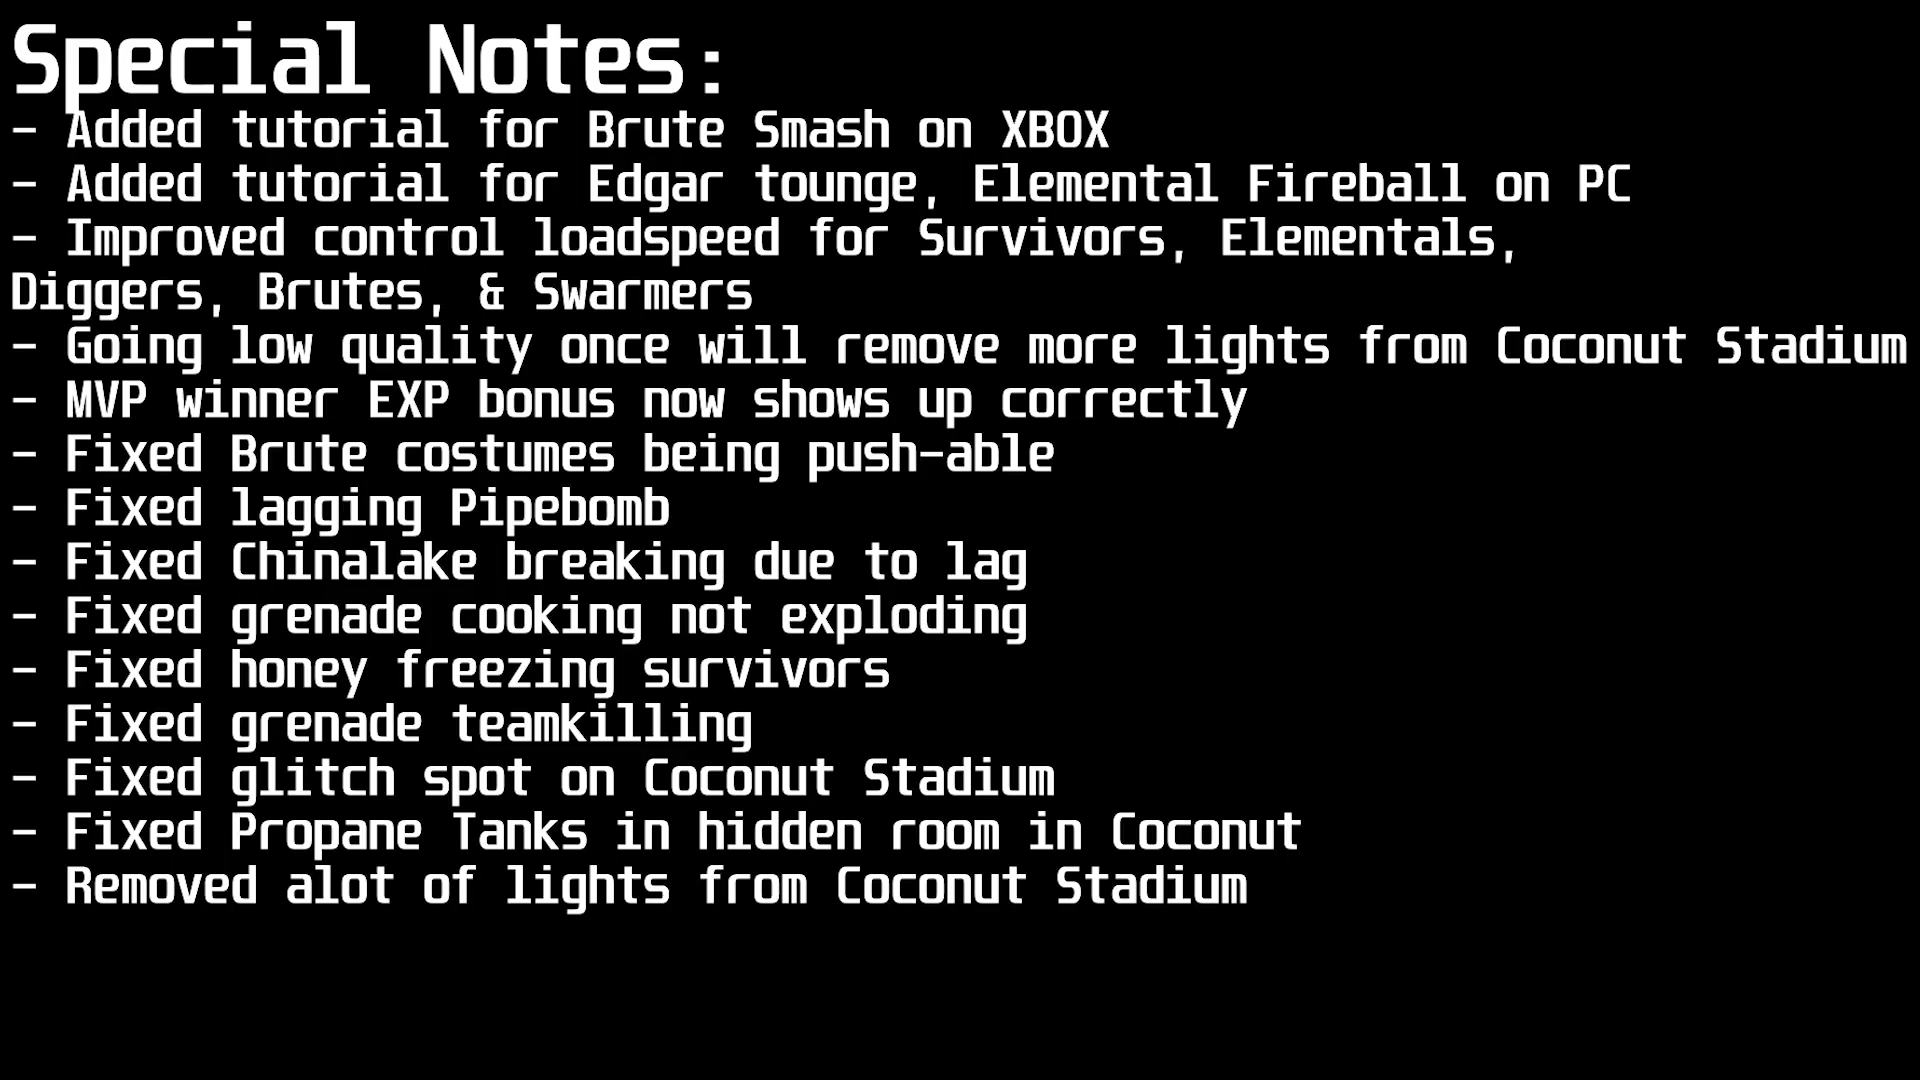 Special Notes:
- Added tutorial for Brute Smash on XBOX
- Added tutorial for Edgar tounge, Elemental Fireball on PC
- Improved control loadspeed for Survivors, Elementals,
Diggers, Brutes, & Swarmers
- Going low quality once will remove more lights from Coconut Stadium
- MVP winner EXP bonus now shows up correctly
- Fixed Brute costumes being push-able
- Fixed lagging Pipebomb
- Fixed Chinalake breaking due to lag
- Fixed grenade cooking not exploding
- Fixed honey freezing survivors
- Fixed grenade teamkilling
- Fixed glitch spot on Coconut Stadium
- Fixed Propane Tanks in hidden room in Coconut
- Removed alot of lights from Coconut Stadium